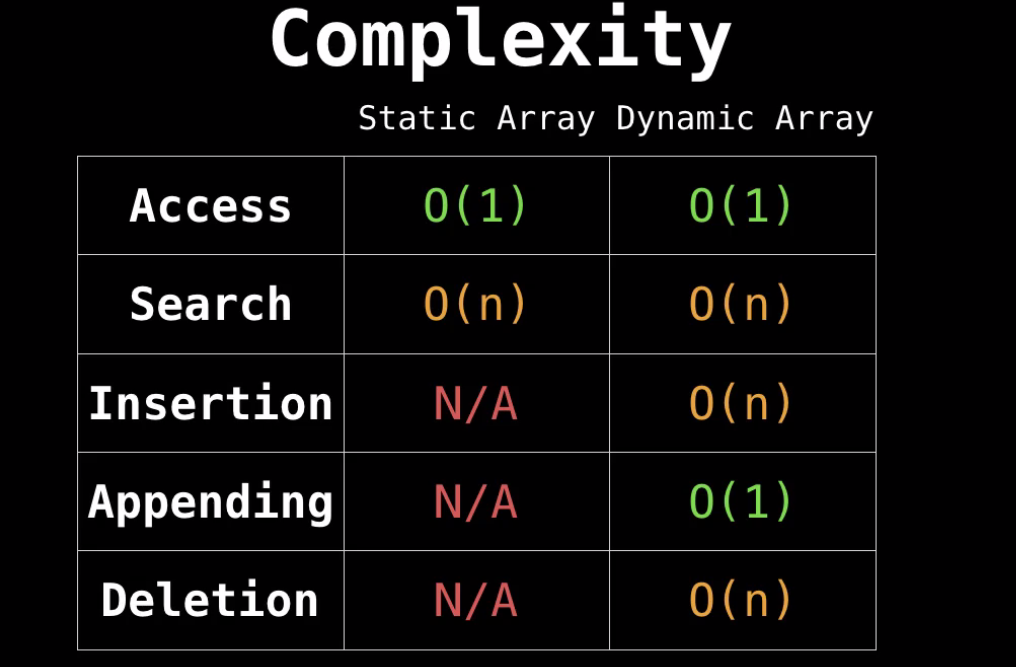 Complexity
Static Array Dynamic Array
Access O(1) O(1)
Search O(n) O(n)
Insertion N/A O(n)
Appending N/A O(1)
Deletion N/A O(n)